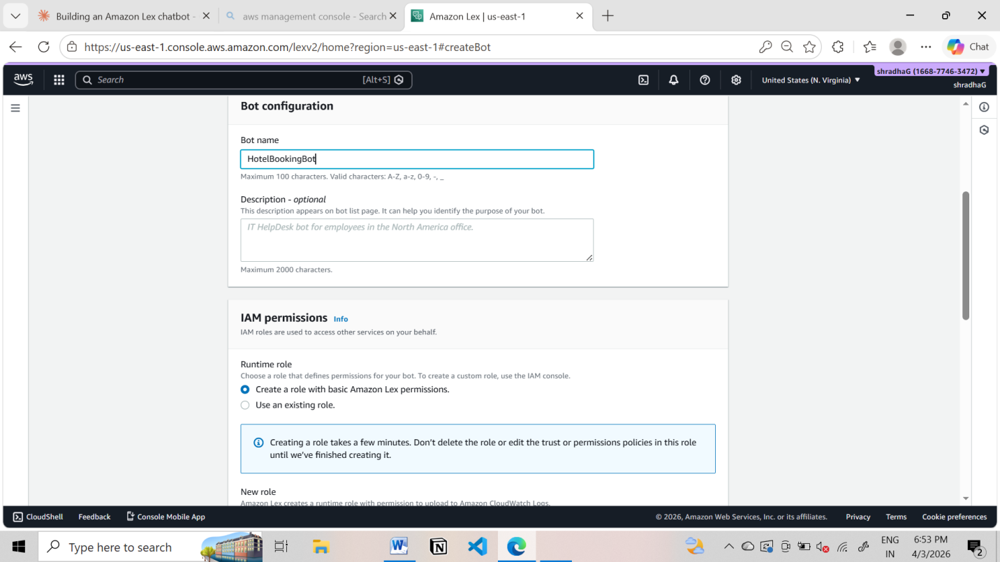 Building an Amazon Lex chatbot -
aws management console - Search
Amazon Lex | us-east-1
https://us-east-1.console.aws.amazon.com/lexv2/home?region=us-east-1#createBot
Chat
aws
Search
[Alt+S]
United States (N. Virginia) ▼
shradhaG (1668-7746-3472) ▼
shradhaG
Bot configuration
Bot name
HotelBookingBot
Maximum 100 characters. Valid characters: A-Z, a-z, 0-9, -, _
Description - optional
This description appears on bot list page. It can help you identify the purpose of your bot.
IT HelpDesk bot for employees in the North America office.
Maximum 2000 characters.
IAM permissions Info
IAM roles are used to access other services on your behalf.
Runtime role
Choose a role that defines permissions for your bot. To create a custom role, use the IAM console.
Create a role with basic Amazon Lex permissions.
Use an existing role.
Creating a role takes a few minutes. Don't delete the role or edit the trust or permissions policies in this role
until we've finished creating it.
New role
Amazon Lex creates a runtime role with permission to upload to Amazon CloudWatch Logs.
CloudShell
Feedback
Console Mobile App
© 2026, Amazon Web Services, Inc. or its affiliates.
Privacy
Terms
Cookie preferences
Type here to search
ENG
IN
6:53 PM
4/3/2026
2